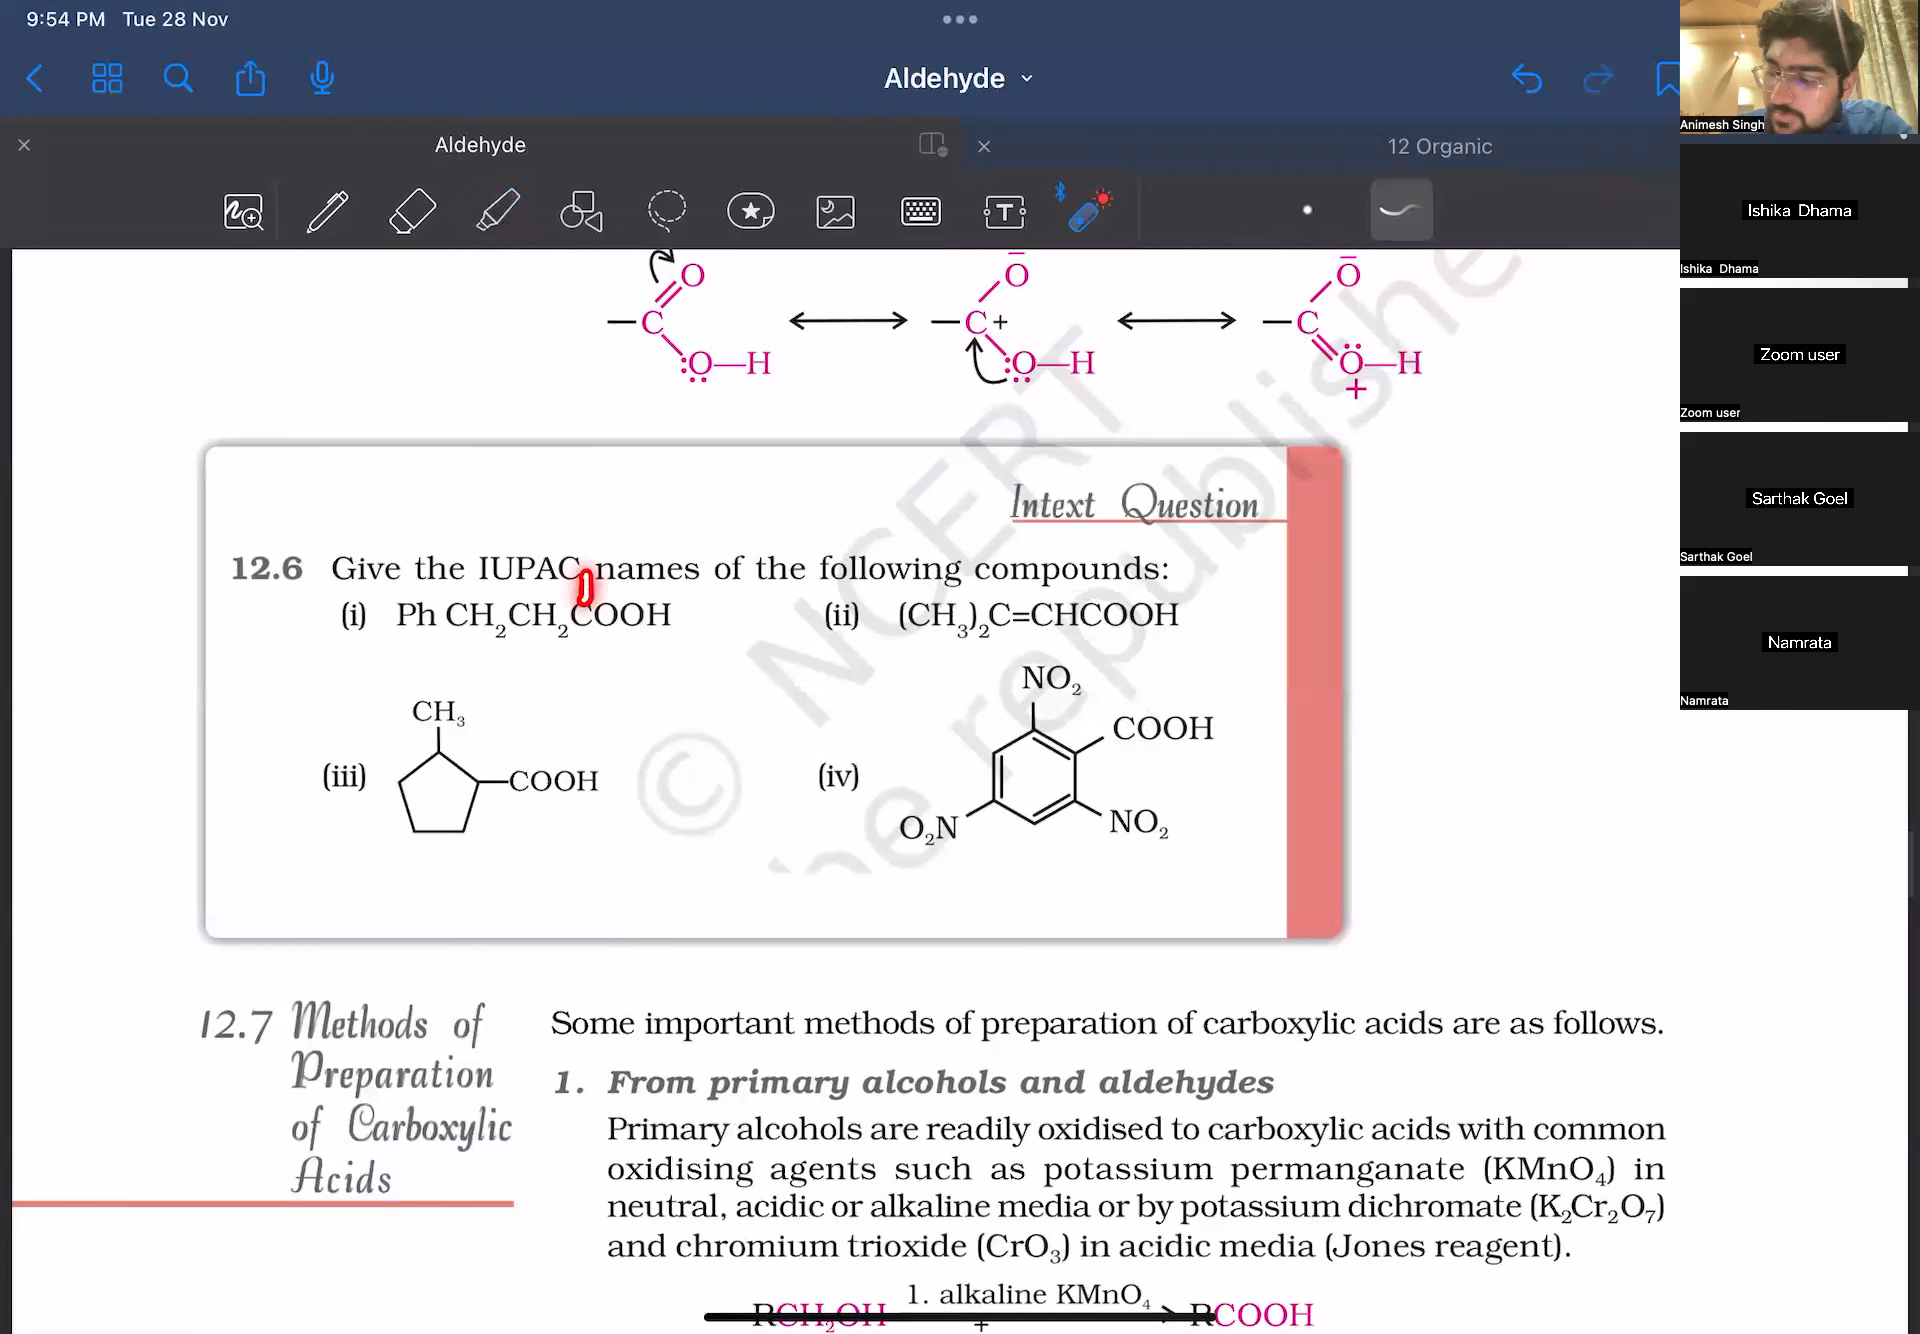 9:54 PM Tue 28 Nov
Aldehyde
Aldehyde
12 Organic
T
Animesh Singh
Ishika Dhama
Ishika Dhama
Zoom user
Zoom user
Sarthak Goel
Sarthak Goel
Namrata
Namrata
O Ō Ō
–C ⟷ –C+ ⟷ –C
:O–H :O–H O–H
+
© NCERT
be republishe
Intext Question
12.6 Give the IUPAC names of the following compounds:
(i) Ph CH₂CH₂COOH (ii) (CH₃)₂C=CHCOOH
NO₂
CH₃ COOH
(iii) COOH (iv)
O₂N NO₂
12.7 Methods of
Preparation
of Carboxylic
Acids
Some important methods of preparation of carboxylic acids are as follows.
1. From primary alcohols and aldehydes
Primary alcohols are readily oxidised to carboxylic acids with common
oxidising agents such as potassium permanganate (KMnO₄) in
neutral, acidic or alkaline media or by potassium dichromate (K₂Cr₂O₇)
and chromium trioxide (CrO₃) in acidic media (Jones reagent).
1. alkaline KMnO₄
RCH₂OH → RCOOH
+